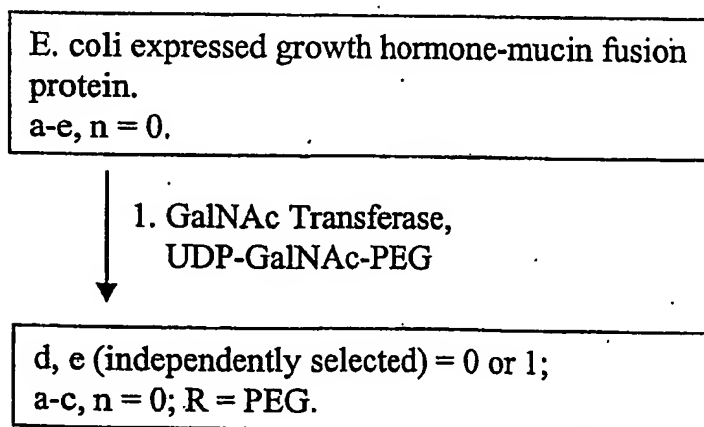 E. coli expressed growth hormone-mucin fusion
protein.
a-e, n = 0.
1. GalNAc Transferase,
UDP-GalNAc-PEG
d, e (independently selected) = 0 or 1;
a-c, n = 0; R = PEG.